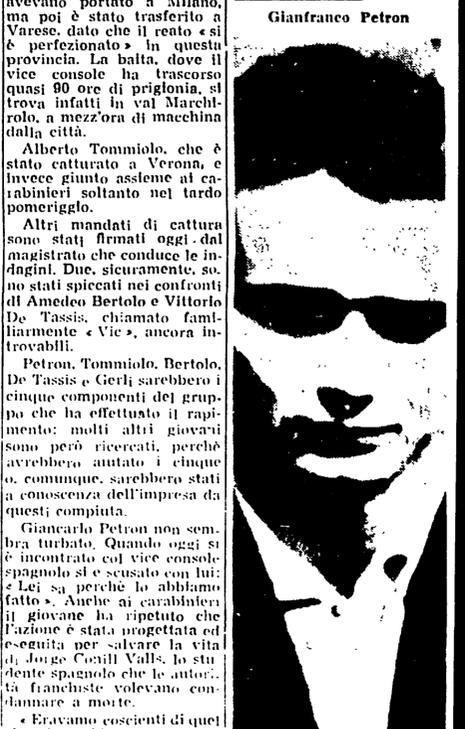 avevano portato a Milano,
ma poi è stato trasferito a
Varese, dato che il reato « si
è perfezionato » in questa
provincia. La baita, dove il
vice console ha trascorso
quasi 90 ore di prigionia, si
trova infatti in val Marchi-
rolo, a mezz'ora di macchina
dalla città.
Alberto Tommiolo, che è
stato catturato a Verona, e
invece giunto assieme ai ca-
rabinieri soltanto nel tardo
pomeriggio.
Altri mandati di cattura
sono stati firmati oggi dal
magistrato che conduce le in-
dagini. Due, sicuramente, so-
no stati spiccati nei confronti
di Amedeo Bertolo e Vittorio
De Tassis, chiamato fami-
liarmente « Vic », ancora in-
trovabili.
Petron, Tommiolo, Bertolo,
De Tassis e Gerli sarebbero i
cinque componenti del grup-
po che ha effettuato il rapi-
mento: molti altri giovani
sono però ricercati, perchè
avrebbero aiutato i cinque
o, comunque, sarebbero stati
a conoscenza dell'impresa da
questi compiuta.
Giancarlo Petron non sem-
bra turbato. Quando oggi si
è incontrato col vice console
spagnolo si e scusato con lui:
« Lei sa perchè lo abbiamo
fatto ». Anche ai carabinieri
il giovane ha ripetuto che
l'azione è stata progettata ed
eseguita per salvare la vita
di Jorge Conill Valls, lo stu-
dente spagnolo che le autori-
tà franchiste volevano con-
dannare a morte.
« Eravamo coscienti di quel
Gianfranco Petron